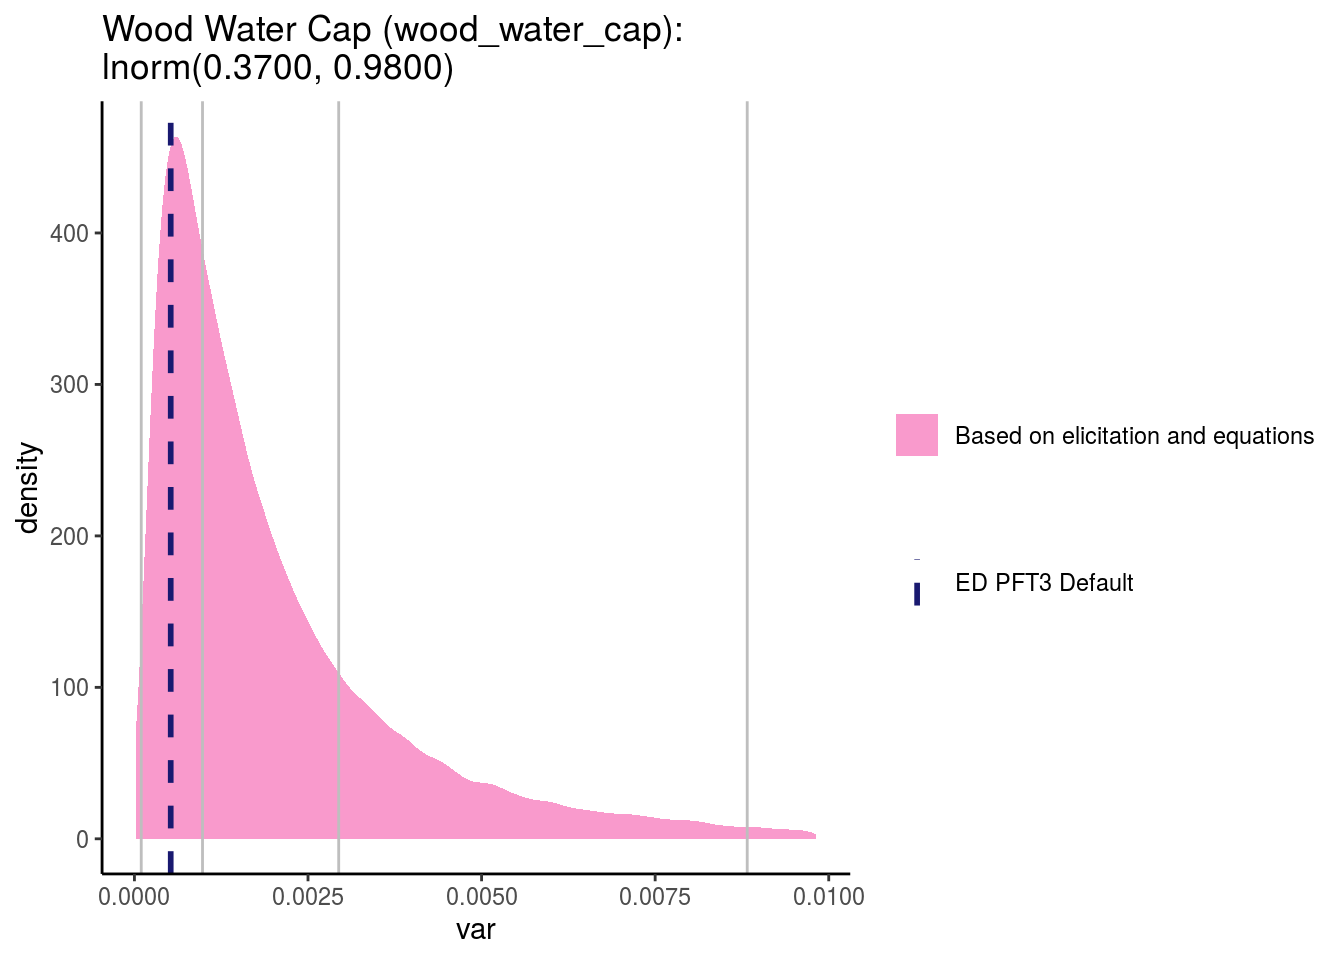 Wood Water Cap (wood_water_cap):
lnorm(0.3700, 0.9800)
density
400
300
200
100
0
0.0000
0.0025
0.0050
0.0075
0.0100
var
Based on elicitation and equations
ED PFT3 Default